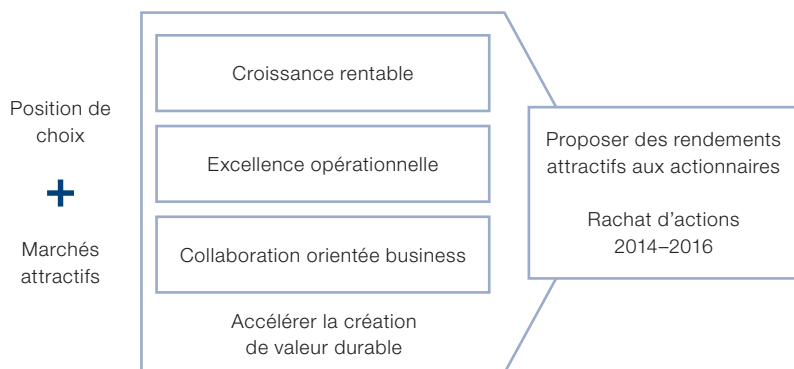 Position de
choix
+
Marchés
attractifs
Croissance rentable
Excellence opérationnelle
Collaboration orientée business
Accélérer la création
de valeur durable
Proposer des rendements
attractifs aux actionnaires
Rachat d’actions
2014–2016